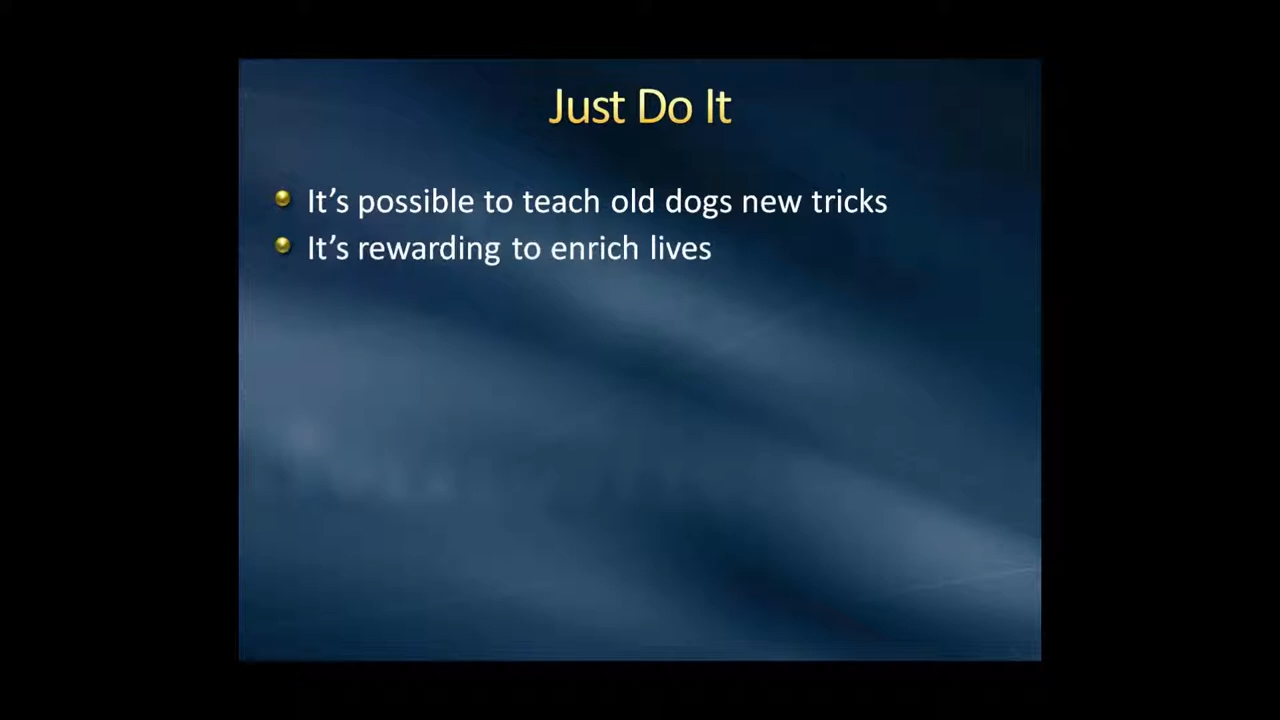 Just Do It
It’s possible to teach old dogs new tricks
It’s rewarding to enrich lives